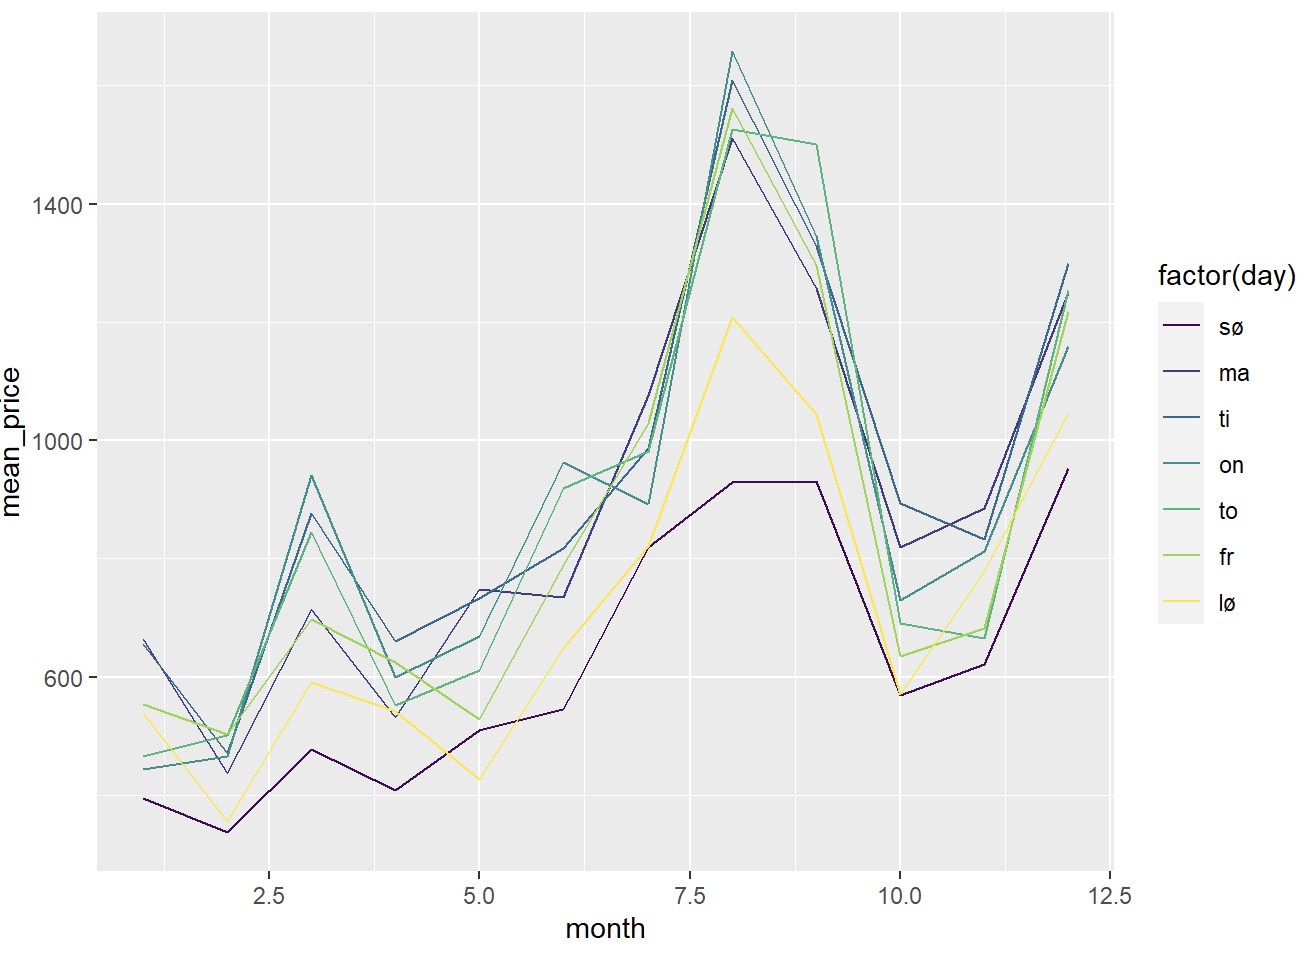 mean_price
1400
1000
600
2.5 5.0 7.5 10.0 12.5
month
factor(day)
sø
ma
ti
on
to
fr
lø